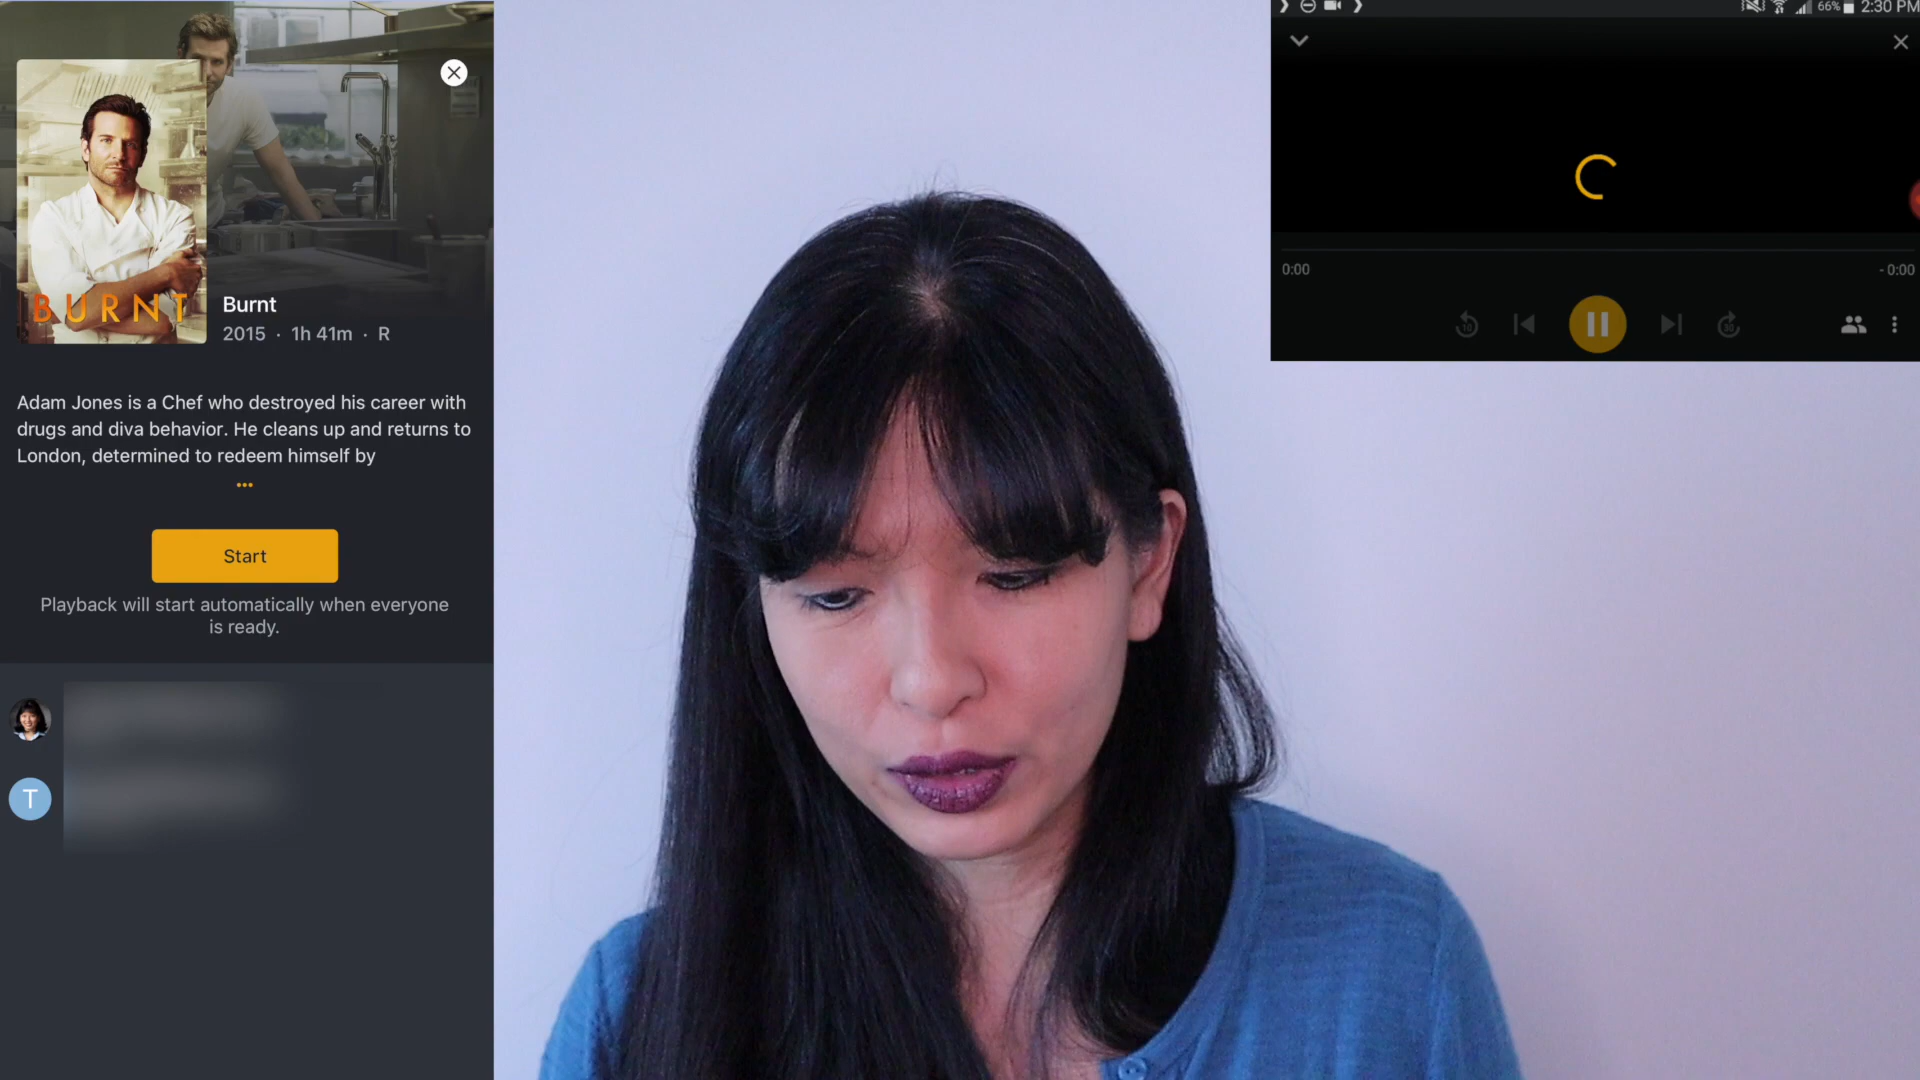 BURNT
Burnt
2015 · 1h 41m · R
Adam Jones is a Chef who destroyed his career with
drugs and diva behavior. He cleans up and returns to
London, determined to redeem himself by
•••
Start
Playback will start automatically when everyone
is ready.
T
66% 2:30 PM
0:00
- 0:00
10
30